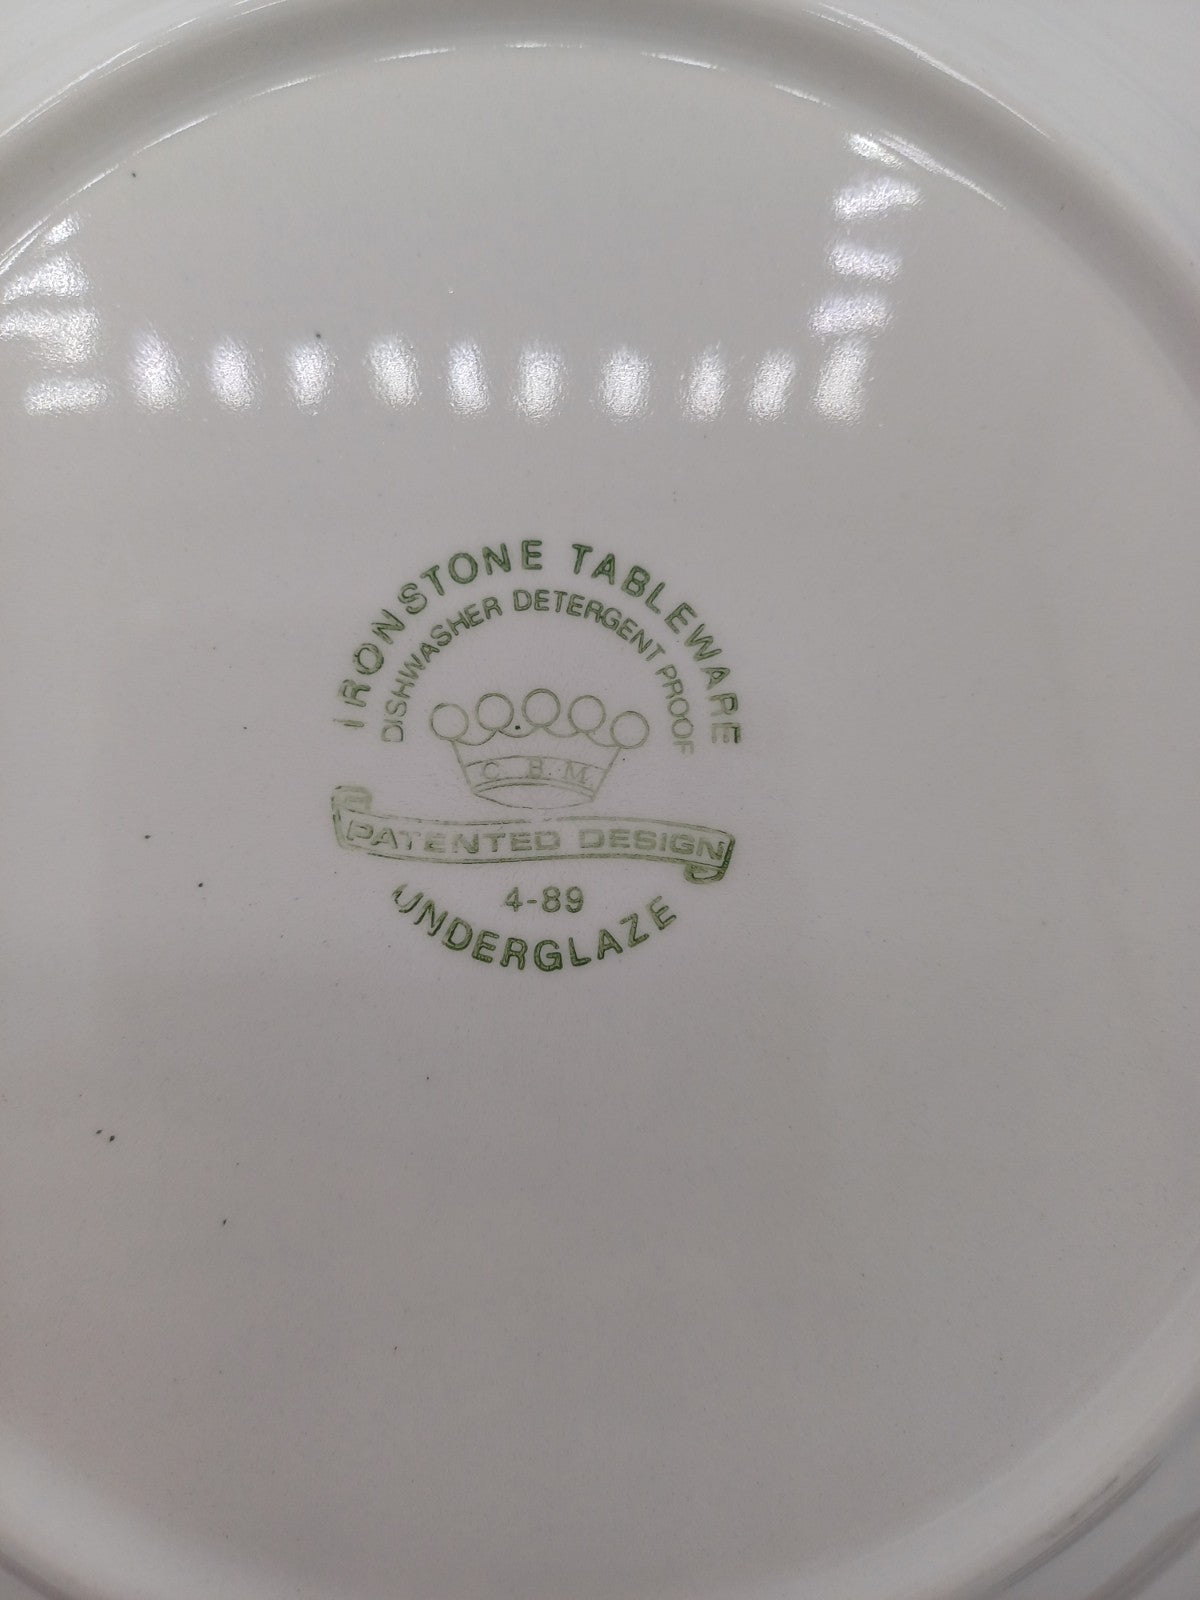 IRONSTONE TABLEWARE
DISHWASHER DETERGENT PROOF
C. B. M.
PATENTED DESIGN
4-89
UNDERGLAZE